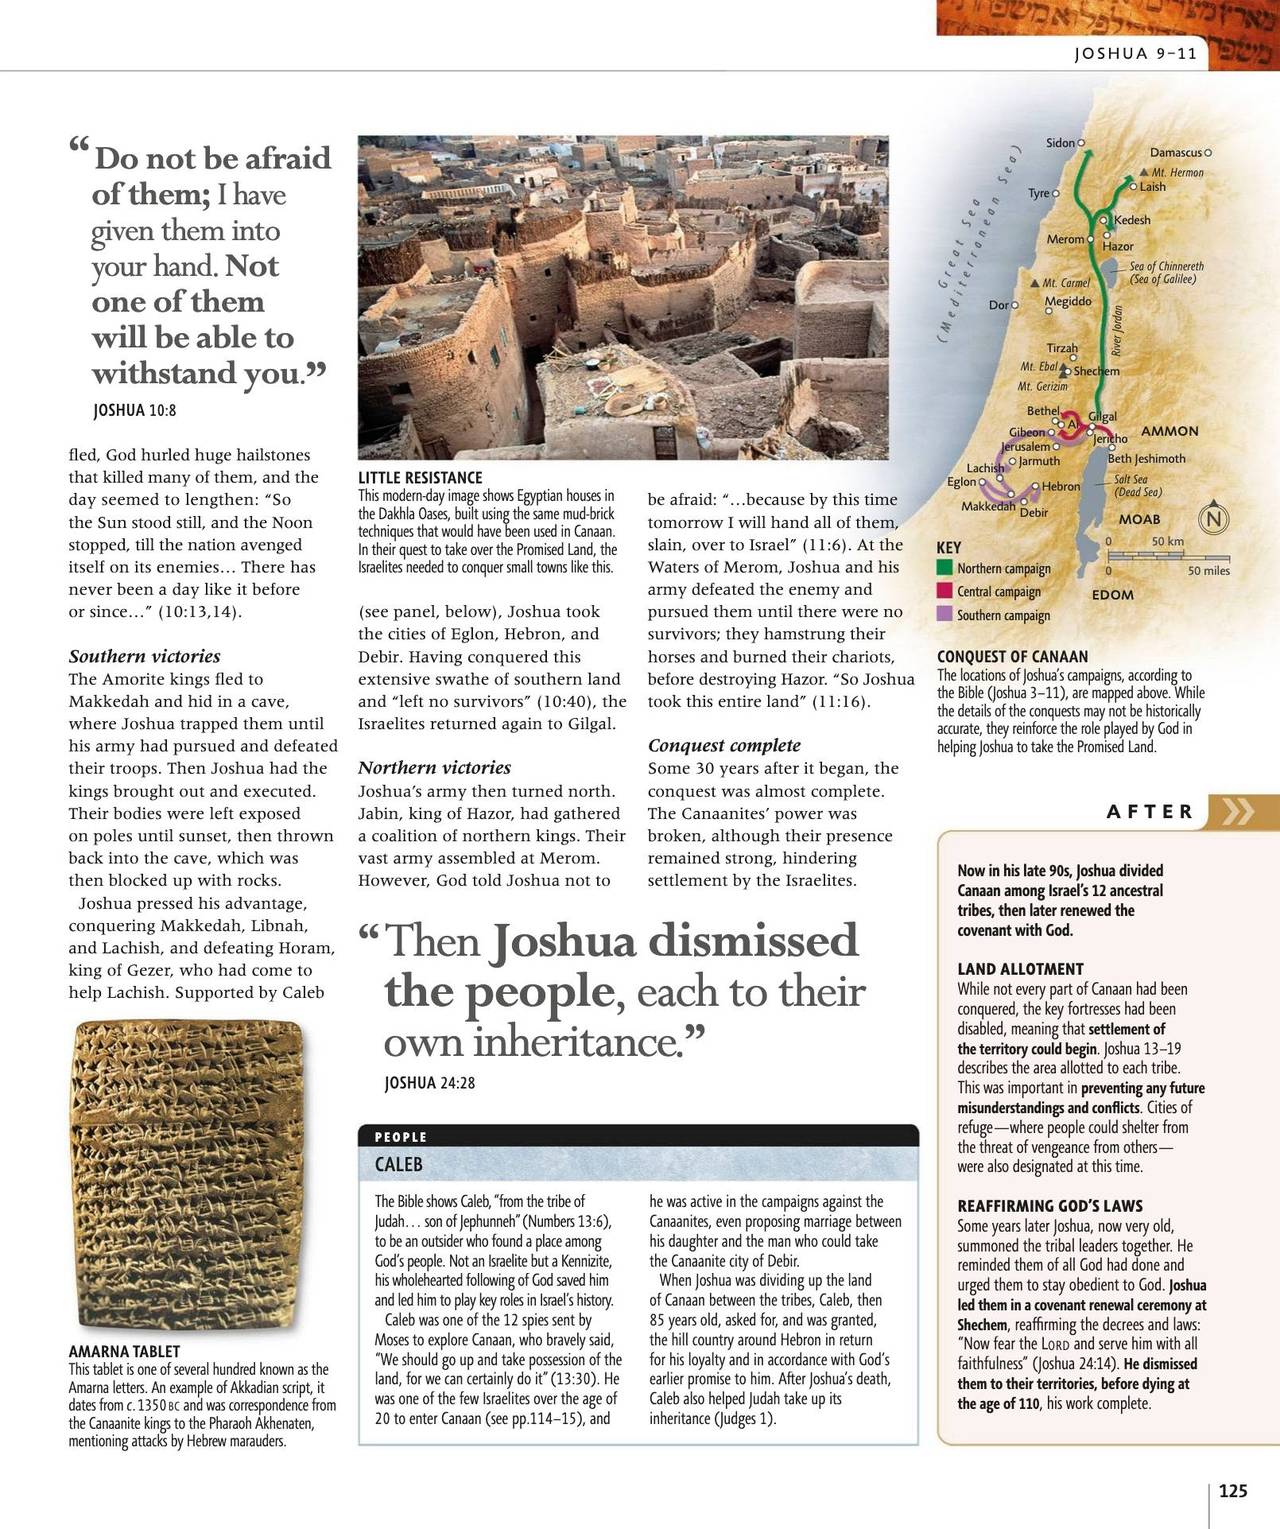 JOSHUA 9–11
“Do not be afraid
of them; I have
given them into
your hand. Not
one of them
will be able to
withstand you.”
JOSHUA 10:8
fled, God hurled huge hailstones
that killed many of them, and the
day seemed to lengthen: “So
the Sun stood still, and the Noon
stopped, till the nation avenged
itself on its enemies… There has
never been a day like it before
or since…” (10:13,14).
Southern victories
The Amorite kings fled to
Makkedah and hid in a cave,
where Joshua trapped them until
his army had pursued and defeated
their troops. Then Joshua had the
kings brought out and executed.
Their bodies were left exposed
on poles until sunset, then thrown
back into the cave, which was
then blocked up with rocks.
Joshua pressed his advantage,
conquering Makkedah, Libnah,
and Lachish, and defeating Horam,
king of Gezer, who had come to
help Lachish. Supported by Caleb
AMARNA TABLET
This tablet is one of several hundred known as the
Amarna letters. An example of Akkadian script, it
dates from c. 1350 BC and was correspondence from
the Canaanite kings to the Pharaoh Akhenaten,
mentioning attacks by Hebrew marauders.
LITTLE RESISTANCE
This modern-day image shows Egyptian houses in
the Dakhla Oases, built using the same mud-brick
techniques that would have been used in Canaan.
In their quest to take over the Promised Land, the
Israelites needed to conquer small towns like this.
(see panel, below), Joshua took
the cities of Eglon, Hebron, and
Debir. Having conquered this
extensive swathe of southern land
and “left no survivors” (10:40), the
Israelites returned again to Gilgal.
Northern victories
Joshua’s army then turned north.
Jabin, king of Hazor, had gathered
a coalition of northern kings. Their
vast army assembled at Merom.
However, God told Joshua not to
be afraid: “…because by this time
tomorrow I will hand all of them,
slain, over to Israel” (11:6). At the
Waters of Merom, Joshua and his
army defeated the enemy and
pursued them until there were no
survivors; they hamstrung their
horses and burned their chariots,
before destroying Hazor. “So Joshua
took this entire land” (11:16).
Conquest complete
Some 30 years after it began, the
conquest was almost complete.
The Canaanites’ power was
broken, although their presence
remained strong, hindering
settlement by the Israelites.
“Then Joshua dismissed
the people, each to their
own inheritance.”
JOSHUA 24:28
PEOPLE
CALEB
The Bible shows Caleb, “from the tribe of
Judah… son of Jephunneh” (Numbers 13:6),
to be an outsider who found a place among
God’s people. Not an Israelite but a Kennizite,
his wholehearted following of God saved him
and led him to play key roles in Israel’s history.
Caleb was one of the 12 spies sent by
Moses to explore Canaan, who bravely said,
“We should go up and take possession of the
land, for we can certainly do it” (13:30). He
was one of the few Israelites over the age of
20 to enter Canaan (see pp.114–15), and
he was active in the campaigns against the
Canaanites, even proposing marriage between
his daughter and the man who could take
the Canaanite city of Debir.
When Joshua was dividing up the land
of Canaan between the tribes, Caleb, then
85 years old, asked for, and was granted,
the hill country around Hebron in return
for his loyalty and in accordance with God’s
earlier promise to him. After Joshua’s death,
Caleb also helped Judah take up its
inheritance (Judges 1).
Sidon
Damascus
Mt. Hermon
Laish
Tyre
Kedesh
Merom
Hazor
Great Sea
(Mediterranean Sea)
Sea of Chinnereth
(Sea of Galilee)
Mt. Carmel
Dor
Megiddo
River Jordan
Tirzah
Mt. Ebal
Shechem
Mt. Gerizim
Bethel
Ai
Gilgal
Gibeon
Jericho
AMMON
Jerusalem
Jarmuth
Beth Jeshimoth
Lachish
Eglon
Hebron
Salt Sea
(Dead Sea)
Makkedah
Debir
MOAB
N
0 50 km
0 50 miles
EDOM
KEY
Northern campaign
Central campaign
Southern campaign
CONQUEST OF CANAAN
The locations of Joshua’s campaigns, according to
the Bible (Joshua 3–11), are mapped above. While
the details of the conquests may not be historically
accurate, they reinforce the role played by God in
helping Joshua to take the Promised Land.
AFTER
Now in his late 90s, Joshua divided
Canaan among Israel’s 12 ancestral
tribes, then later renewed the
covenant with God.
LAND ALLOTMENT
While not every part of Canaan had been
conquered, the key fortresses had been
disabled, meaning that settlement of
the territory could begin. Joshua 13–19
describes the area allotted to each tribe.
This was important in preventing any future
misunderstandings and conflicts. Cities of
refuge—where people could shelter from
the threat of vengeance from others—
were also designated at this time.
REAFFIRMING GOD’S LAWS
Some years later Joshua, now very old,
summoned the tribal leaders together. He
reminded them of all God had done and
urged them to stay obedient to God. Joshua
led them in a covenant renewal ceremony at
Shechem, reaffirming the decrees and laws:
“Now fear the LORD and serve him with all
faithfulness” (Joshua 24:14). He dismissed
them to their territories, before dying at
the age of 110, his work complete.
125